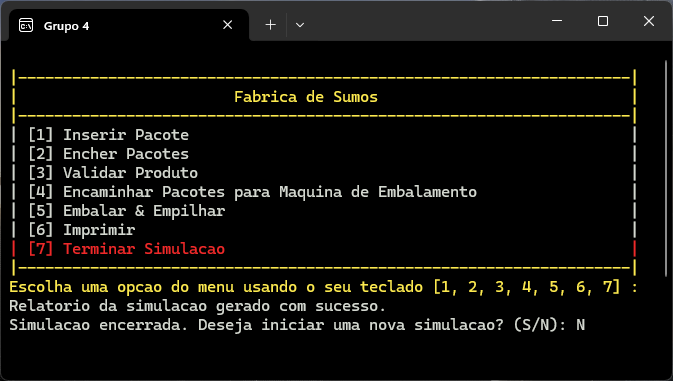 Grupo 4
|--------------------------------------------------------------------|
| Fabrica de Sumos |
|--------------------------------------------------------------------|
| [1] Inserir Pacote |
| [2] Encher Pacotes |
| [3] Validar Produto |
| [4] Encaminhar Pacotes para Maquina de Embalamento |
| [5] Embalar & Empilhar |
| [6] Imprimir |
| [7] Terminar Simulacao |
|--------------------------------------------------------------------|
Escolha uma opcao do menu usando o seu teclado [1, 2, 3, 4, 5, 6, 7] :
Relatorio da simulacao gerado com sucesso.
Simulacao encerrada. Deseja iniciar uma nova simulacao? (S/N): N